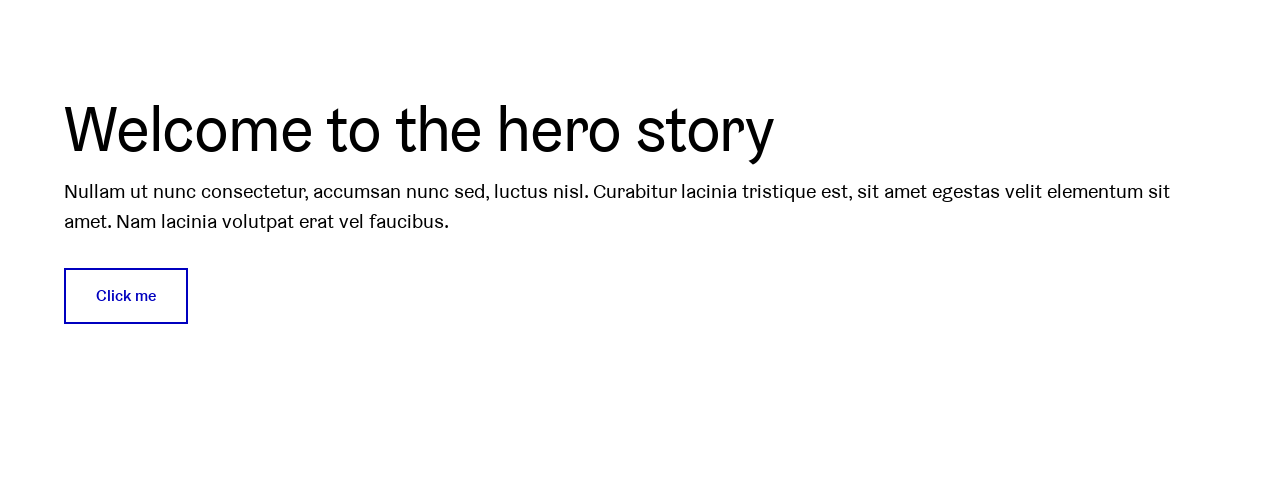 Welcome to the hero story
Nullam ut nunc consectetur, accumsan nunc sed, luctus nisl. Curabitur lacinia tristique est, sit amet egestas velit elementum sit
amet. Nam lacinia volutpat erat vel faucibus.
Click me